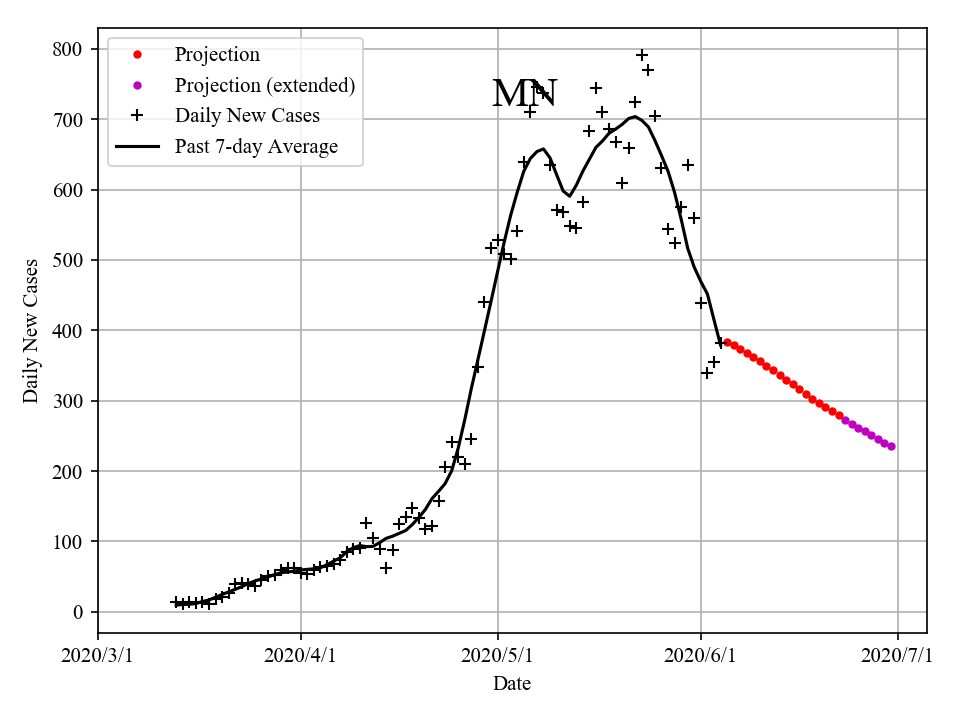 800
700
600
500
400
300
200
100
0
Daily New Cases
Projection
Projection (extended)
Daily New Cases
Past 7-day Average
MN
2020/3/1 2020/4/1 2020/5/1 2020/6/1 2020/7/1
Date